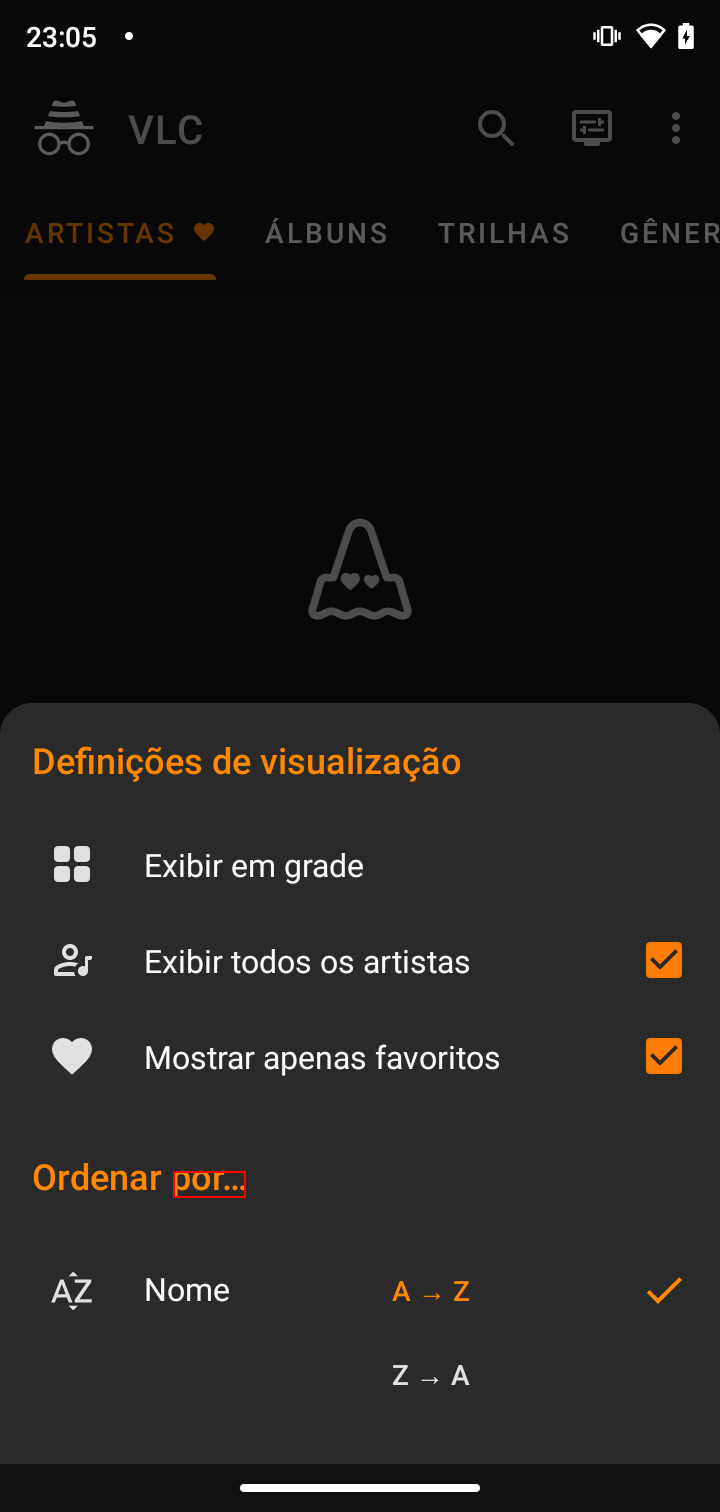 23:05
VLC
ARTISTAS ÁLBUNS TRILHAS GÊNER
Definições de visualização
Exibir em grade
Exibir todos os artistas
Mostrar apenas favoritos
Ordenar por...
AZ Nome A → Z
Z → A